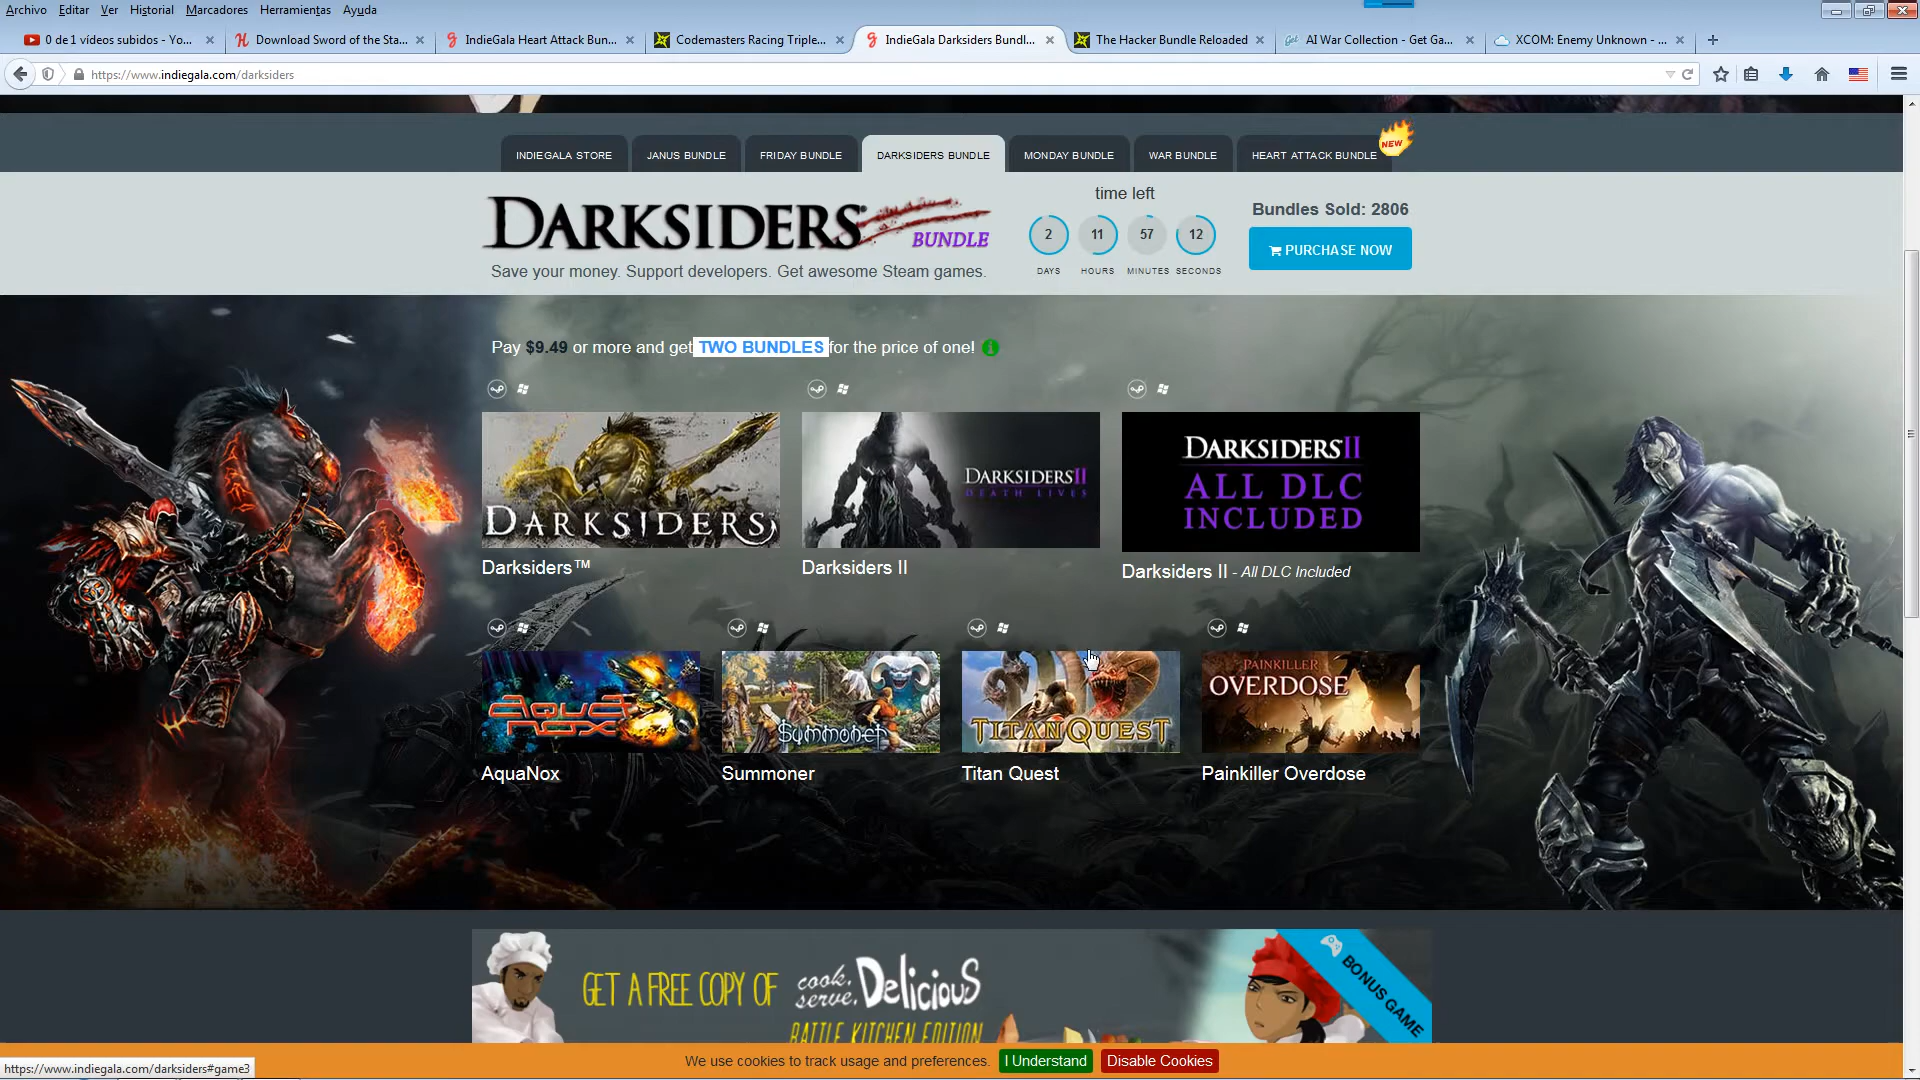 Archivo Editar Ver Historial Marcadores Herramientas Ayuda
0 de 1 vídeos subidos - Yo... Download Sword of the Sta... IndieGala Heart Attack Bun... Codemasters Racing Triple... IndieGala Darksiders Bundl... The Hacker Bundle Reloaded AI War Collection - Get Ga... XCOM: Enemy Unknown - ...
https://www.indiegala.com/darksiders
NEW
INDIEGALA STORE JANUS BUNDLE FRIDAY BUNDLE DARKSIDERS BUNDLE MONDAY BUNDLE WAR BUNDLE HEART ATTACK BUNDLE
DARKSIDERS
BUNDLE
Save your money. Support developers. Get awesome Steam games.
time left
2 11 57 12
DAYS HOURS MINUTES SECONDS
Bundles Sold: 2806
PURCHASE NOW
Pay $9.49 or more and get TWO BUNDLES for the price of one!
DARKSIDERS
DARKSIDERS II
DEATH LIVES
DARKSIDERS II
ALL DLC
INCLUDED
Darksiders™
Darksiders II
Darksiders II - All DLC Included
AQUA
NOX
Summoner
TITAN QUEST
PAINKILLER
OVERDOSE
AquaNox
Summoner
Titan Quest
Painkiller Overdose
GET A FREE COPY OF cook, serve, Delicious
BATTLE KITCHEN EDITION
BONUS GAME
We use cookies to track usage and preferences. I Understand Disable Cookies
https://www.indiegala.com/darksiders#game3